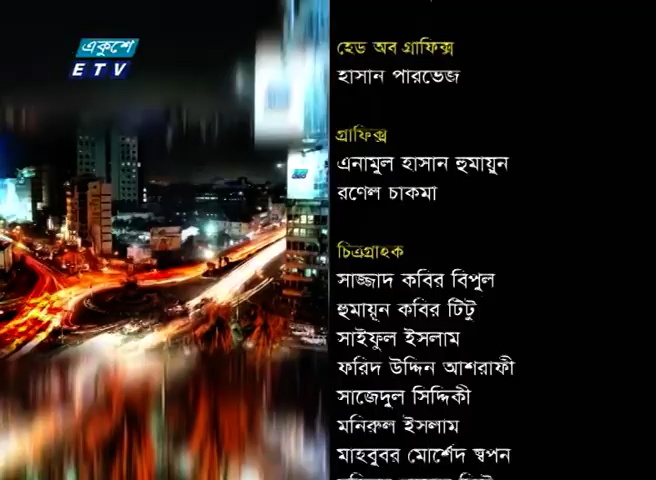 একুশে
ETV
হেড অব গ্রাফিক্স
হাসান পারভেজ
গ্রাফিক্স
এনামুল হাসান হুমায়ুন
রণেল চাকমা
চিত্রগ্রাহক
সাজ্জাদ কবির বিপুল
হুমায়ূন কবির টিটু
সাইফুল ইসলাম
ফরিদ উদ্দিন আশরাফী
সাজেদুল সিদ্দিকী
মনিরুল ইসলাম
মাহবুবর মোর্শেদ স্বপন